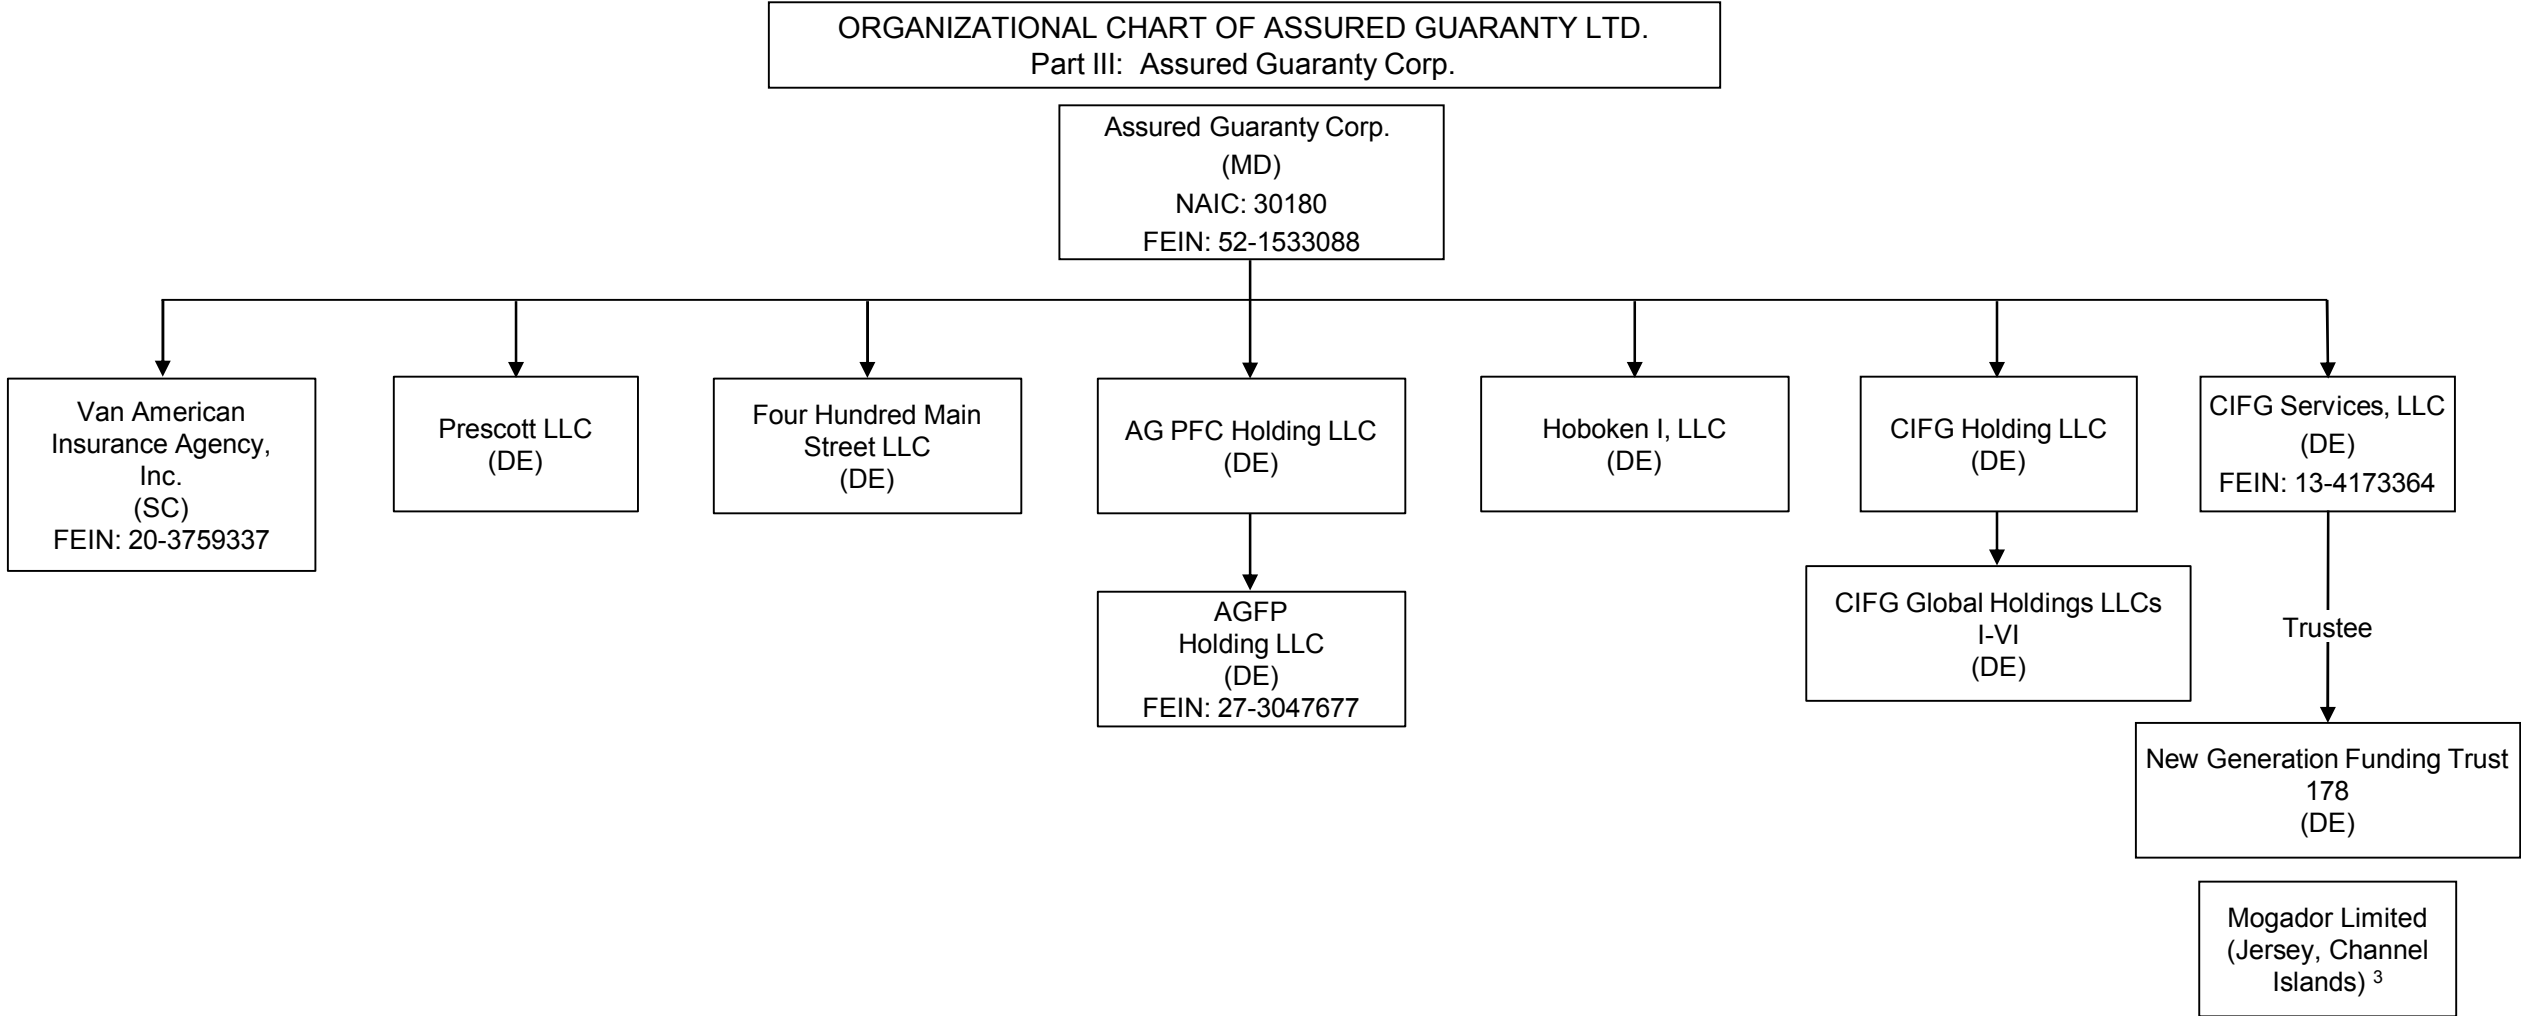 ORGANIZATIONAL CHART OF ASSURED GUARANTY LTD.
Part III: Assured Guaranty Corp.
Assured Guaranty Corp.
(MD)
NAIC: 30180
FEIN: 52-1533088
Van American
Insurance Agency,
Inc.
(SC)
FEIN: 20-3759337
Prescott LLC
(DE)
Four Hundred Main
Street LLC
(DE)
AG PFC Holding LLC
(DE)
Hoboken I, LLC
(DE)
CIFG Holding LLC
(DE)
CIFG Services, LLC
(DE)
FEIN: 13-4173364
AGFP
Holding LLC
(DE)
FEIN: 27-3047677
CIFG Global Holdings LLCs
I-VI
(DE)
Trustee
New Generation Funding Trust
178
(DE)
Mogador Limited
(Jersey, Channel
Islands) 3